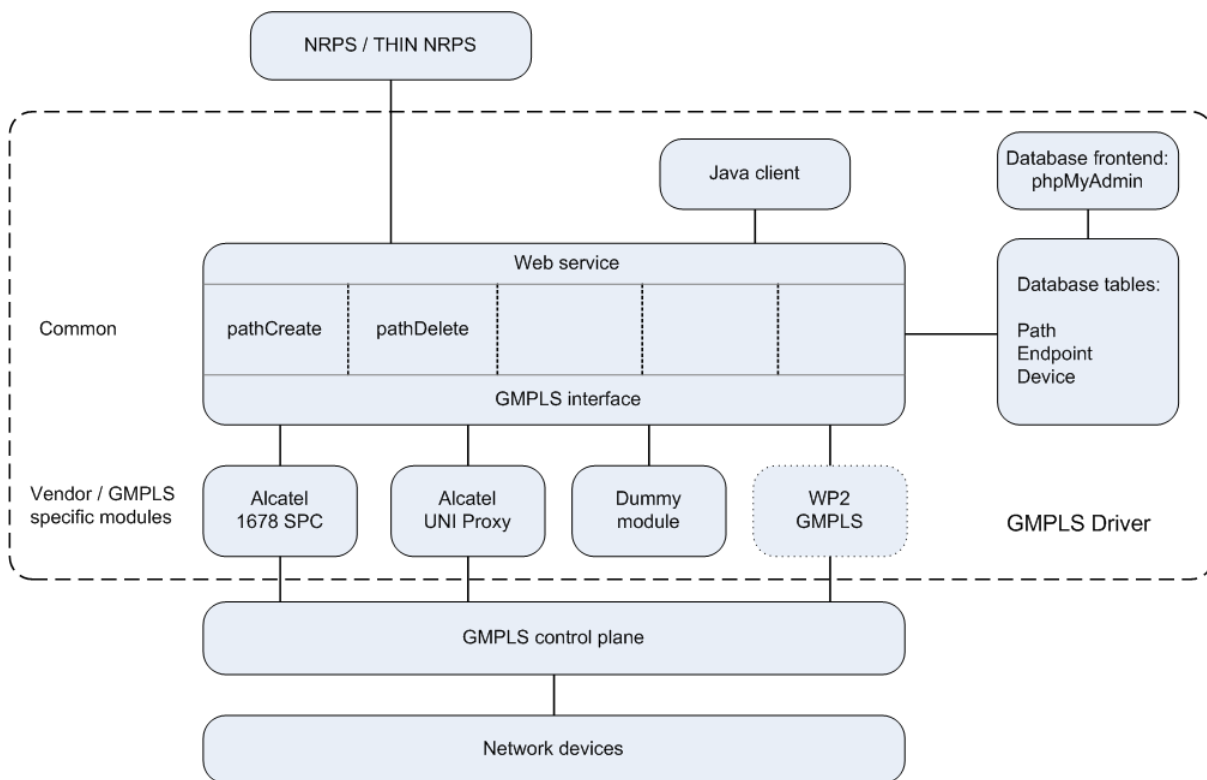 NRPS / THIN NRPS
Java client
Database frontend:
phpMyAdmin
Web service
Common
pathCreate
pathDelete
Database tables:
Path
Endpoint
Device
GMPLS interface
Vendor / GMPLS
specific modules
Alcatel
1678 SPC
Alcatel
UNI Proxy
Dummy
module
WP2
GMPLS
GMPLS Driver
GMPLS control plane
Network devices